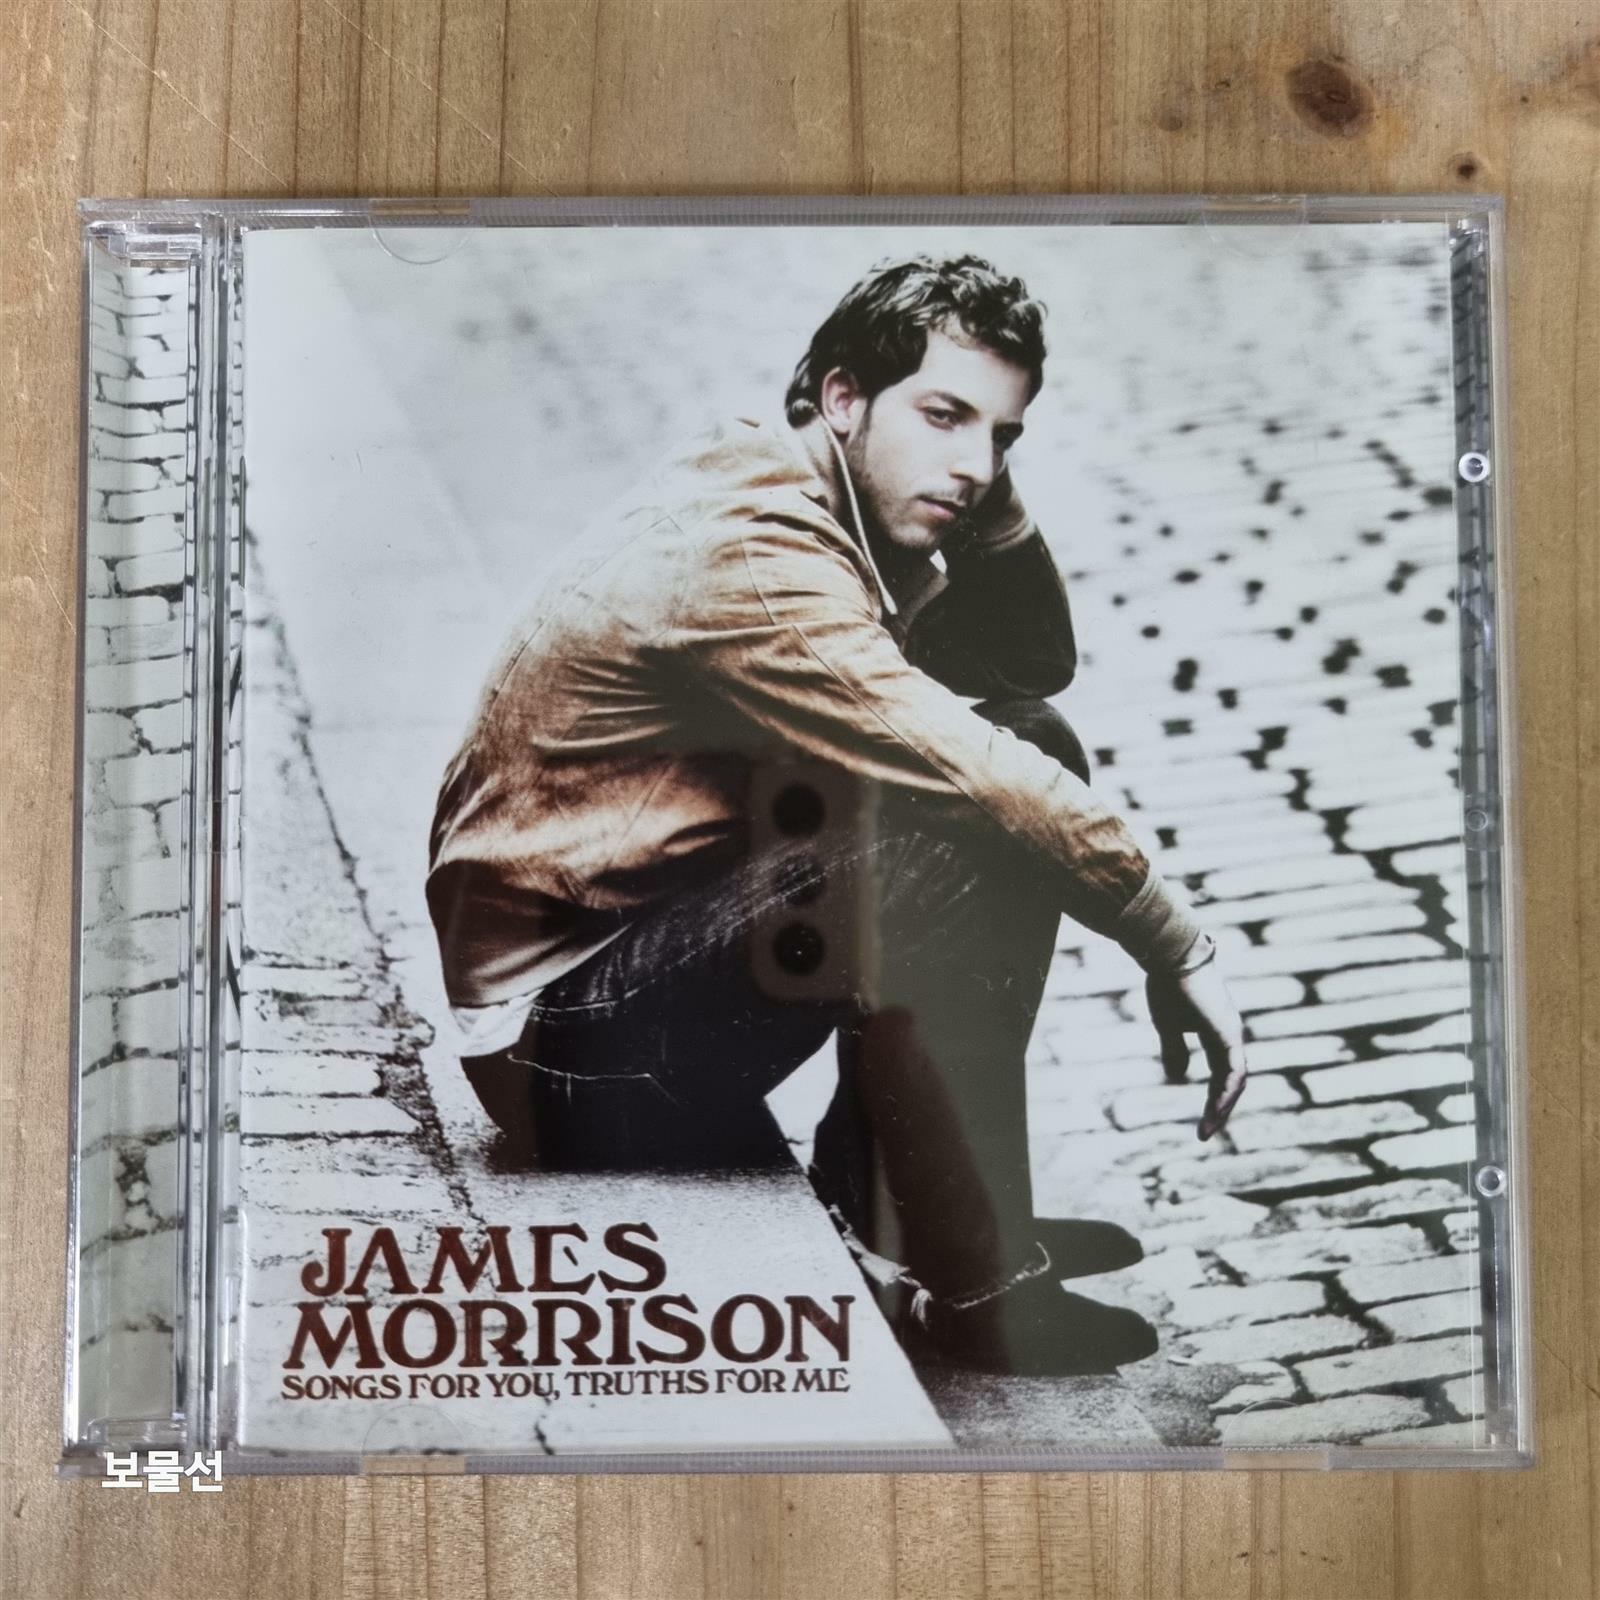 JAMES
MORRISON
SONGS FOR YOU, TRUTHS FOR ME
보물선